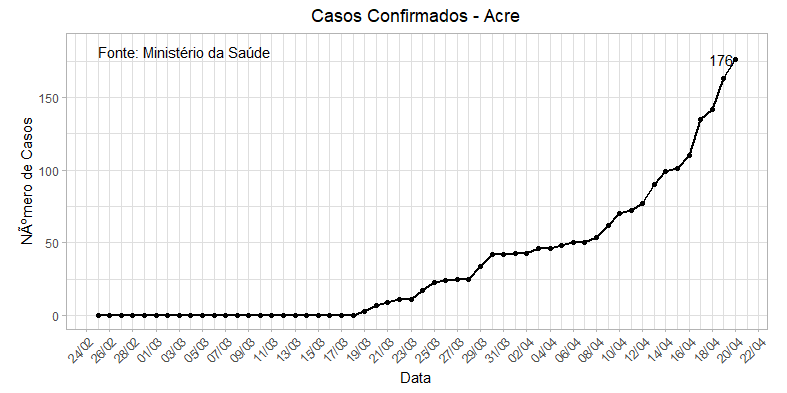 Casos Confirmados - Acre
Fonte: Ministério da Saúde
176
NÃºmero de Casos
150
100
50
0
24/02 26/02 28/02 01/03 03/03 05/03 07/03 09/03 11/03 13/03 15/03 17/03 19/03 21/03 23/03 25/03 27/03 29/03 31/03 02/04 04/04 06/04 08/04 10/04 12/04 14/04 16/04 18/04 20/04 22/04
Data